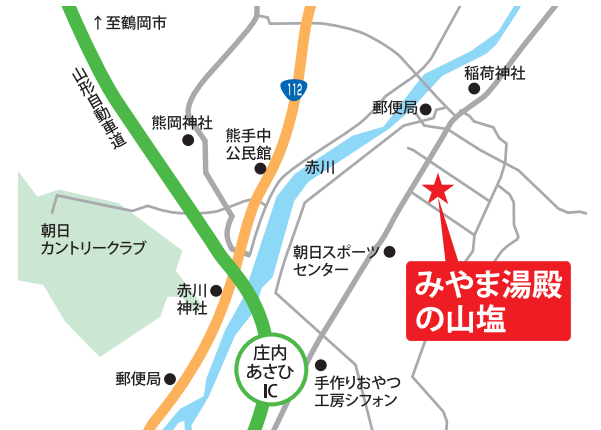 ↑至鶴岡市
山形自動車道
112
稲荷神社
郵便局
熊岡神社
熊手中
公民館
赤川
朝日
カントリークラブ
朝日スポーツ
センター
みやま湯殿
の山塩
赤川
神社
庄内
あさひ
IC
郵便局
手作りおやつ
工房シフォン